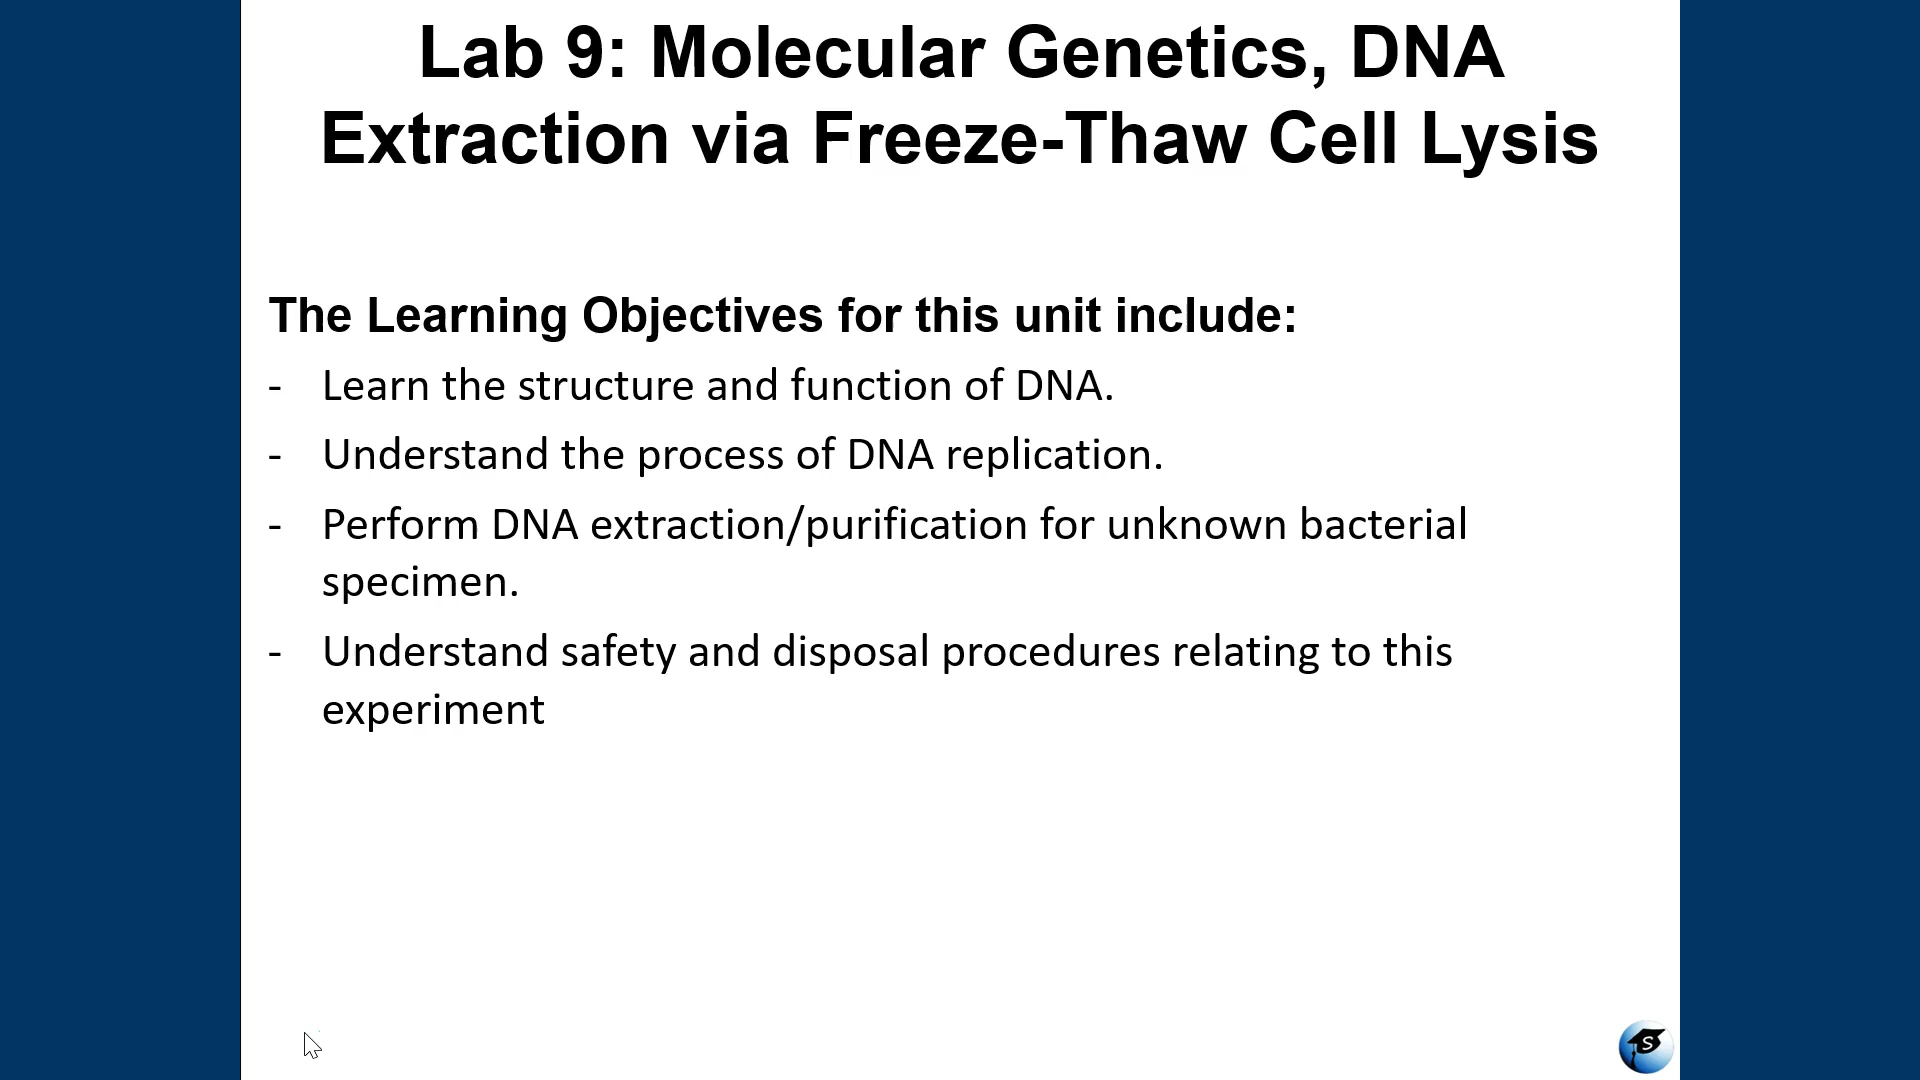 Lab 9: Molecular Genetics, DNA
Extraction via Freeze-Thaw Cell Lysis
The Learning Objectives for this unit include:
- Learn the structure and function of DNA.
- Understand the process of DNA replication.
- Perform DNA extraction/purification for unknown bacterial
specimen.
- Understand safety and disposal procedures relating to this
experiment
S